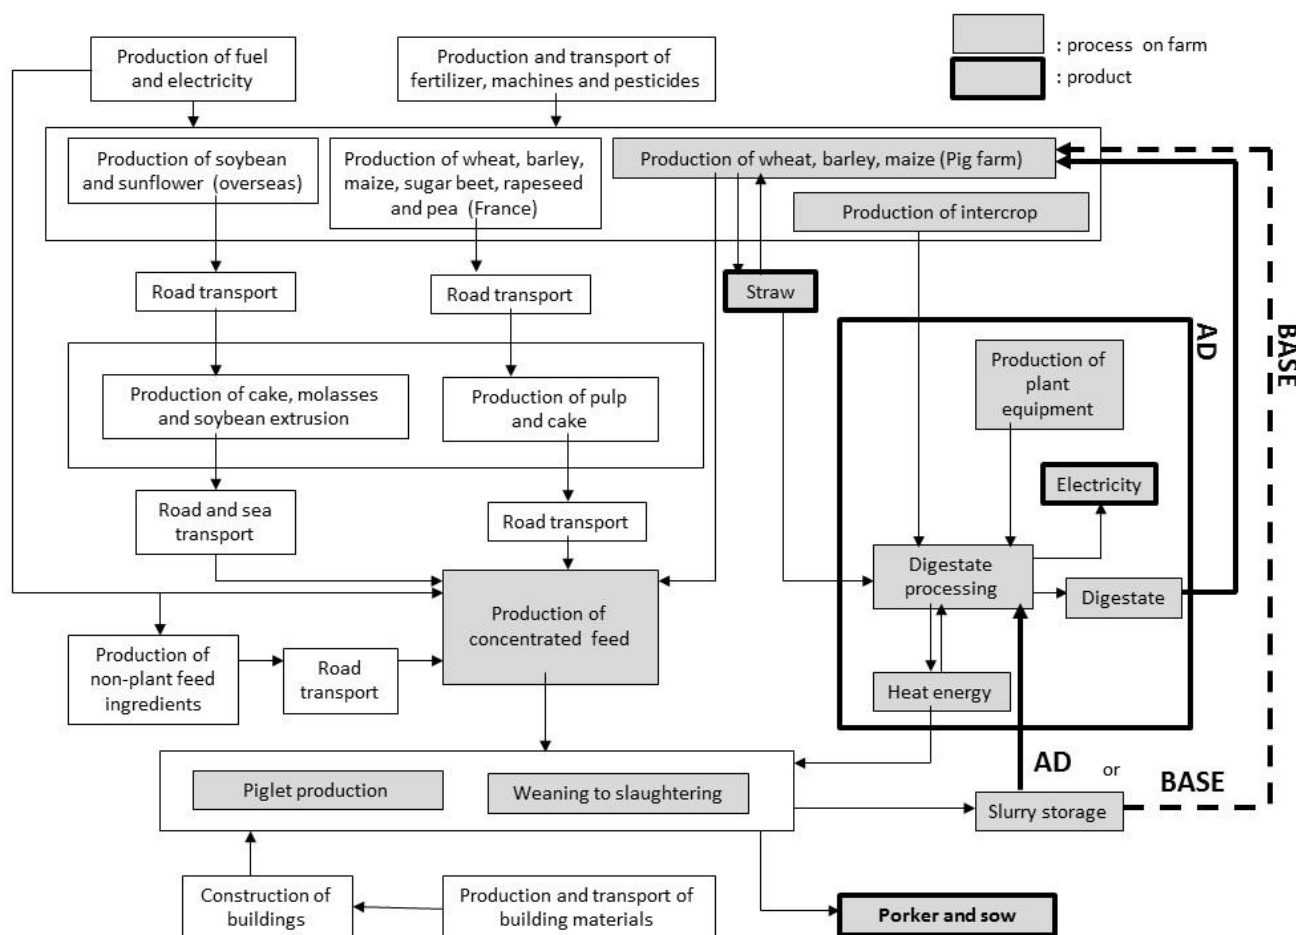 Production of fuel
and electricity
Production and transport of
fertilizer, machines and pesticides
: process on farm
: product
Production of soybean
and sunflower (overseas)
Production of wheat, barley,
maize, sugar beet, rapeseed
and pea (France)
Production of wheat, barley, maize (Pig farm)
Production of intercrop
Road transport
Road transport
Straw
AD
BASE
Production of cake, molasses
and soybean extrusion
Production of pulp
and cake
Production of
plant
equipment
Electricity
Road and sea
transport
Road transport
Digestate
processing
Digestate
Production of
concentrated feed
Production of
non-plant feed
ingredients
Road
transport
Heat energy
AD or BASE
Piglet production
Weaning to slaughtering
Slurry storage
Construction of
buildings
Production and transport of
building materials
Porker and sow